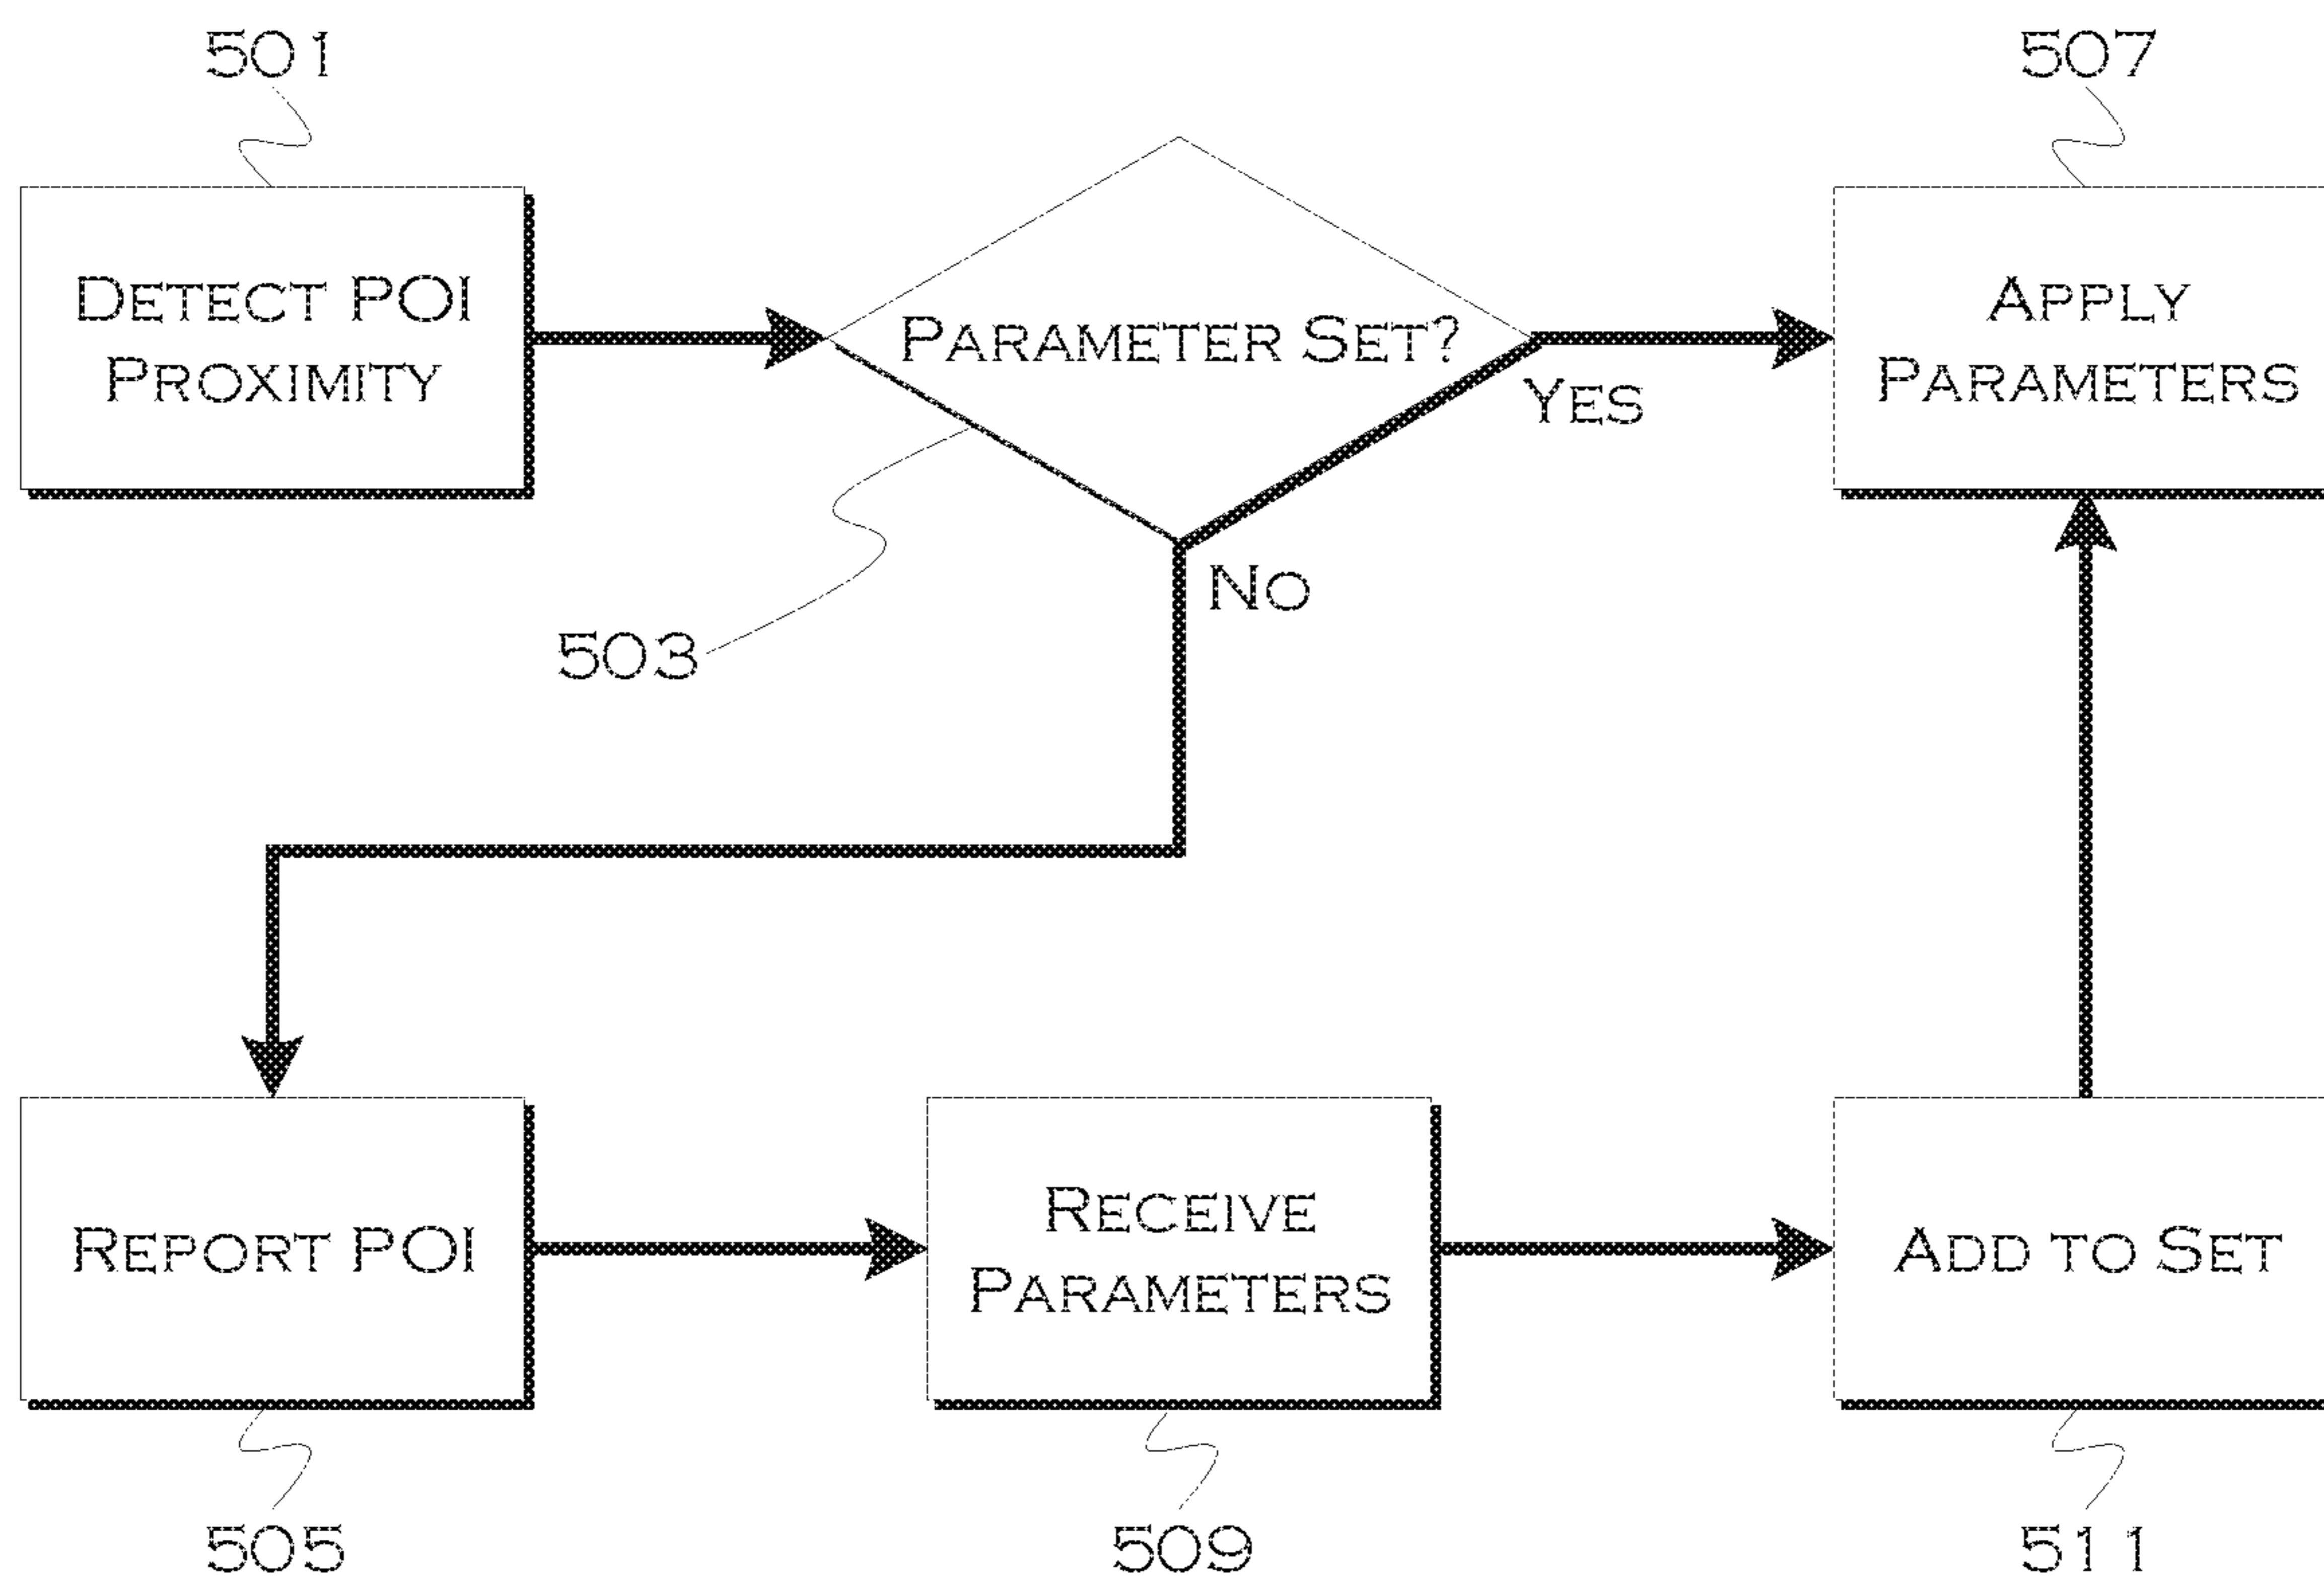 501
507
DETECT POI
PROXIMITY
PARAMETER SET?
APPLY
PARAMETERS
YES
NO
503
REPORT POI
RECEIVE
PARAMETERS
ADD TO SET
505
509
511